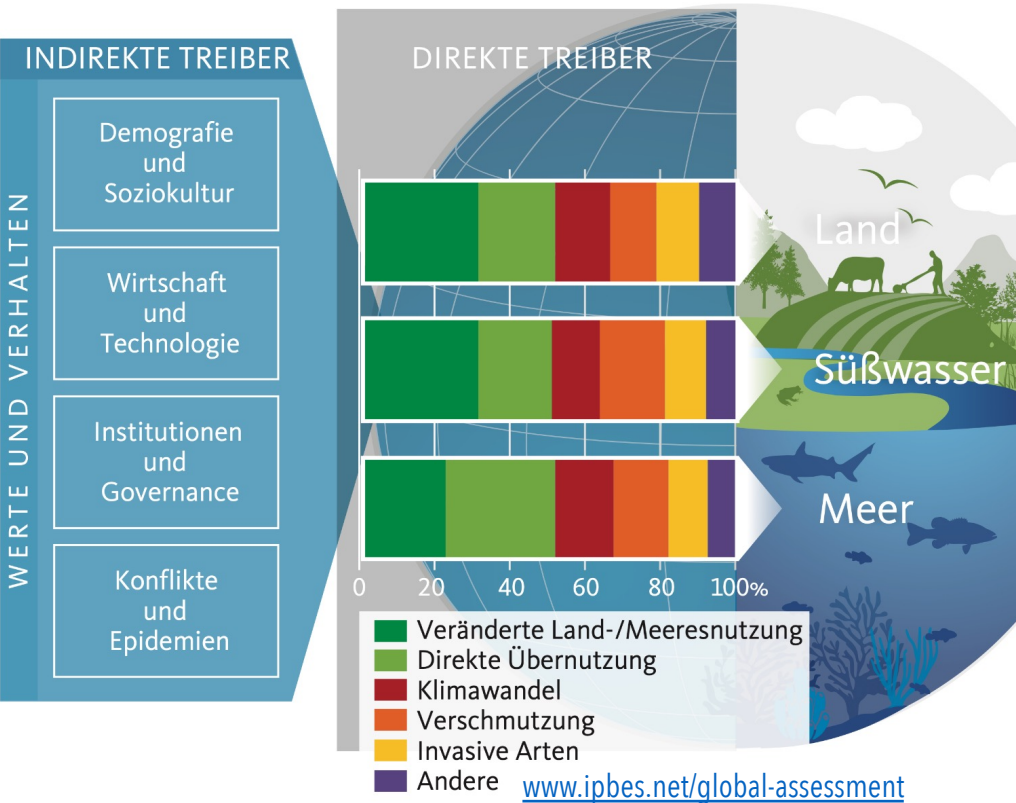 INDIREKTE TREIBER
WERTE UND VERHALTEN
Demografie
und
Soziokultur
Wirtschaft
und
Technologie
Institutionen
und
Governance
Konflikte
und
Epidemien
DIREKTE TREIBER
Land
Süßwasser
Meer
0 20 40 60 80 100%
Veränderte Land-/Meeresnutzung
Direkte Übernutzung
Klimawandel
Verschmutzung
Invasive Arten
Andere
www.ipbes.net/global-assessment